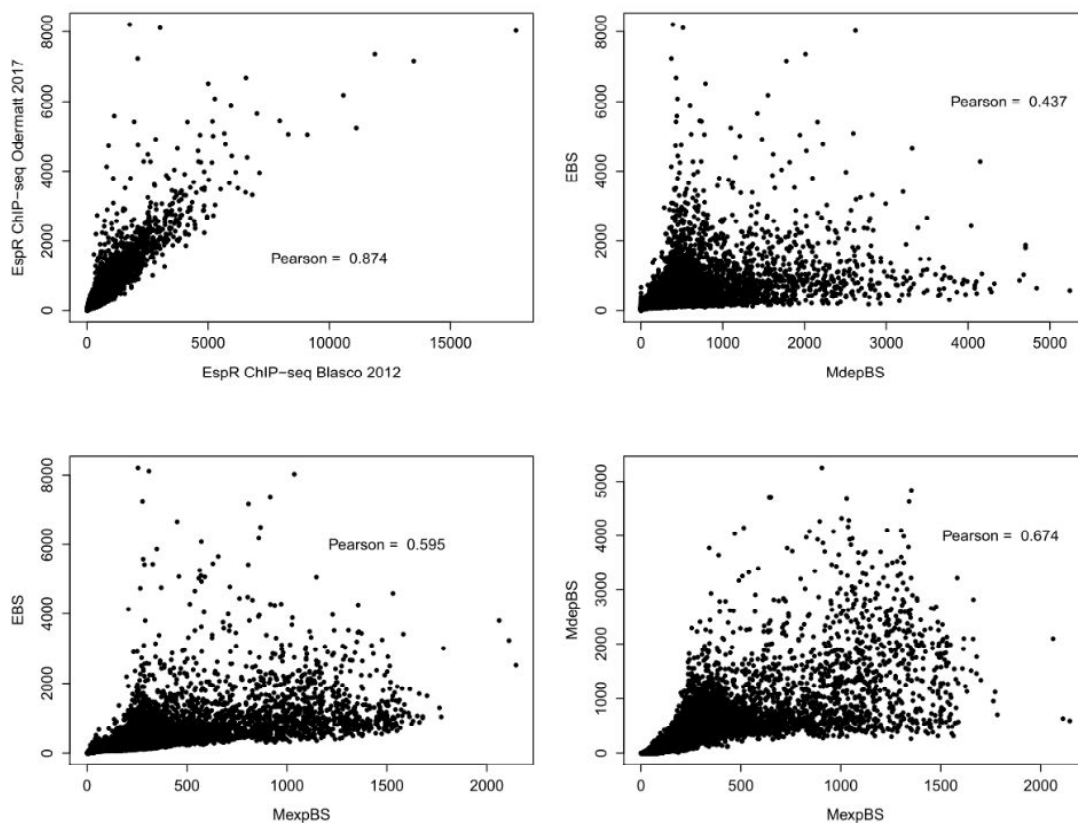 EspR ChIP-seq Odermatt 2017
8000
6000
4000
2000
0
Pearson = 0.874
0 5000 10000 15000
EspR ChIP-seq Blasco 2012
EBS
8000
6000
4000
2000
0
Pearson = 0.437
0 1000 2000 3000 4000 5000
MdepBS
EBS
8000
6000
4000
2000
0
Pearson = 0.595
0 500 1000 1500 2000
MexpBS
MdepBS
5000
4000
3000
2000
1000
0
Pearson = 0.674
0 500 1000 1500 2000
MexpBS